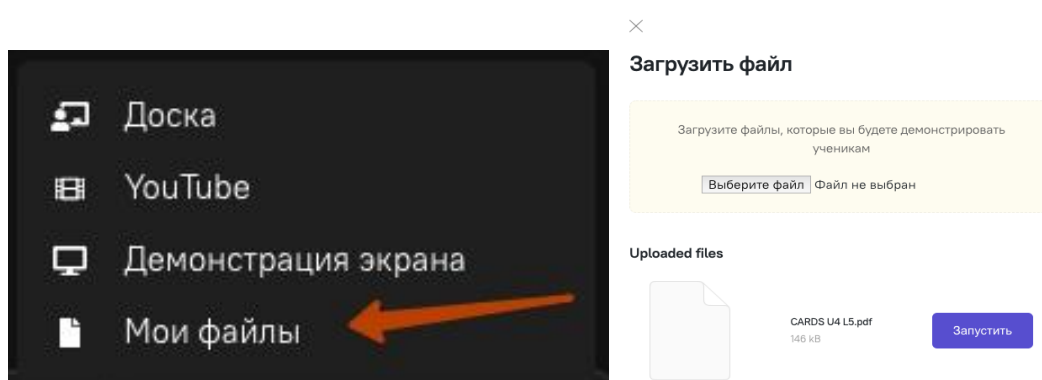 Доска
YouTube
Демонстрация экрана
Мои файлы
Загрузить файл
Загрузите файлы, которые вы будете демонстрировать
ученикам
Выберите файл Файл не выбран
Uploaded files
CARDS U4 L5.pdf
146 kB
Запустить